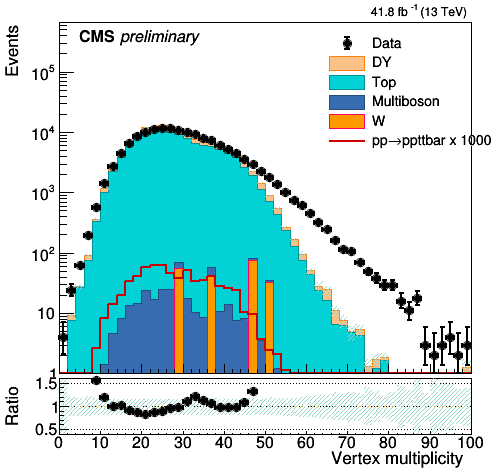 41.8 fb⁻¹ (13 TeV)
CMS preliminary
Events
Data
DY
Top
Multiboson
W
pp→ppttbar x 1000
10⁵
10⁴
10³
10²
10
1
Ratio
1.5
1
0.5
0 10 20 30 40 50 60 70 80 90 100
Vertex multiplicity